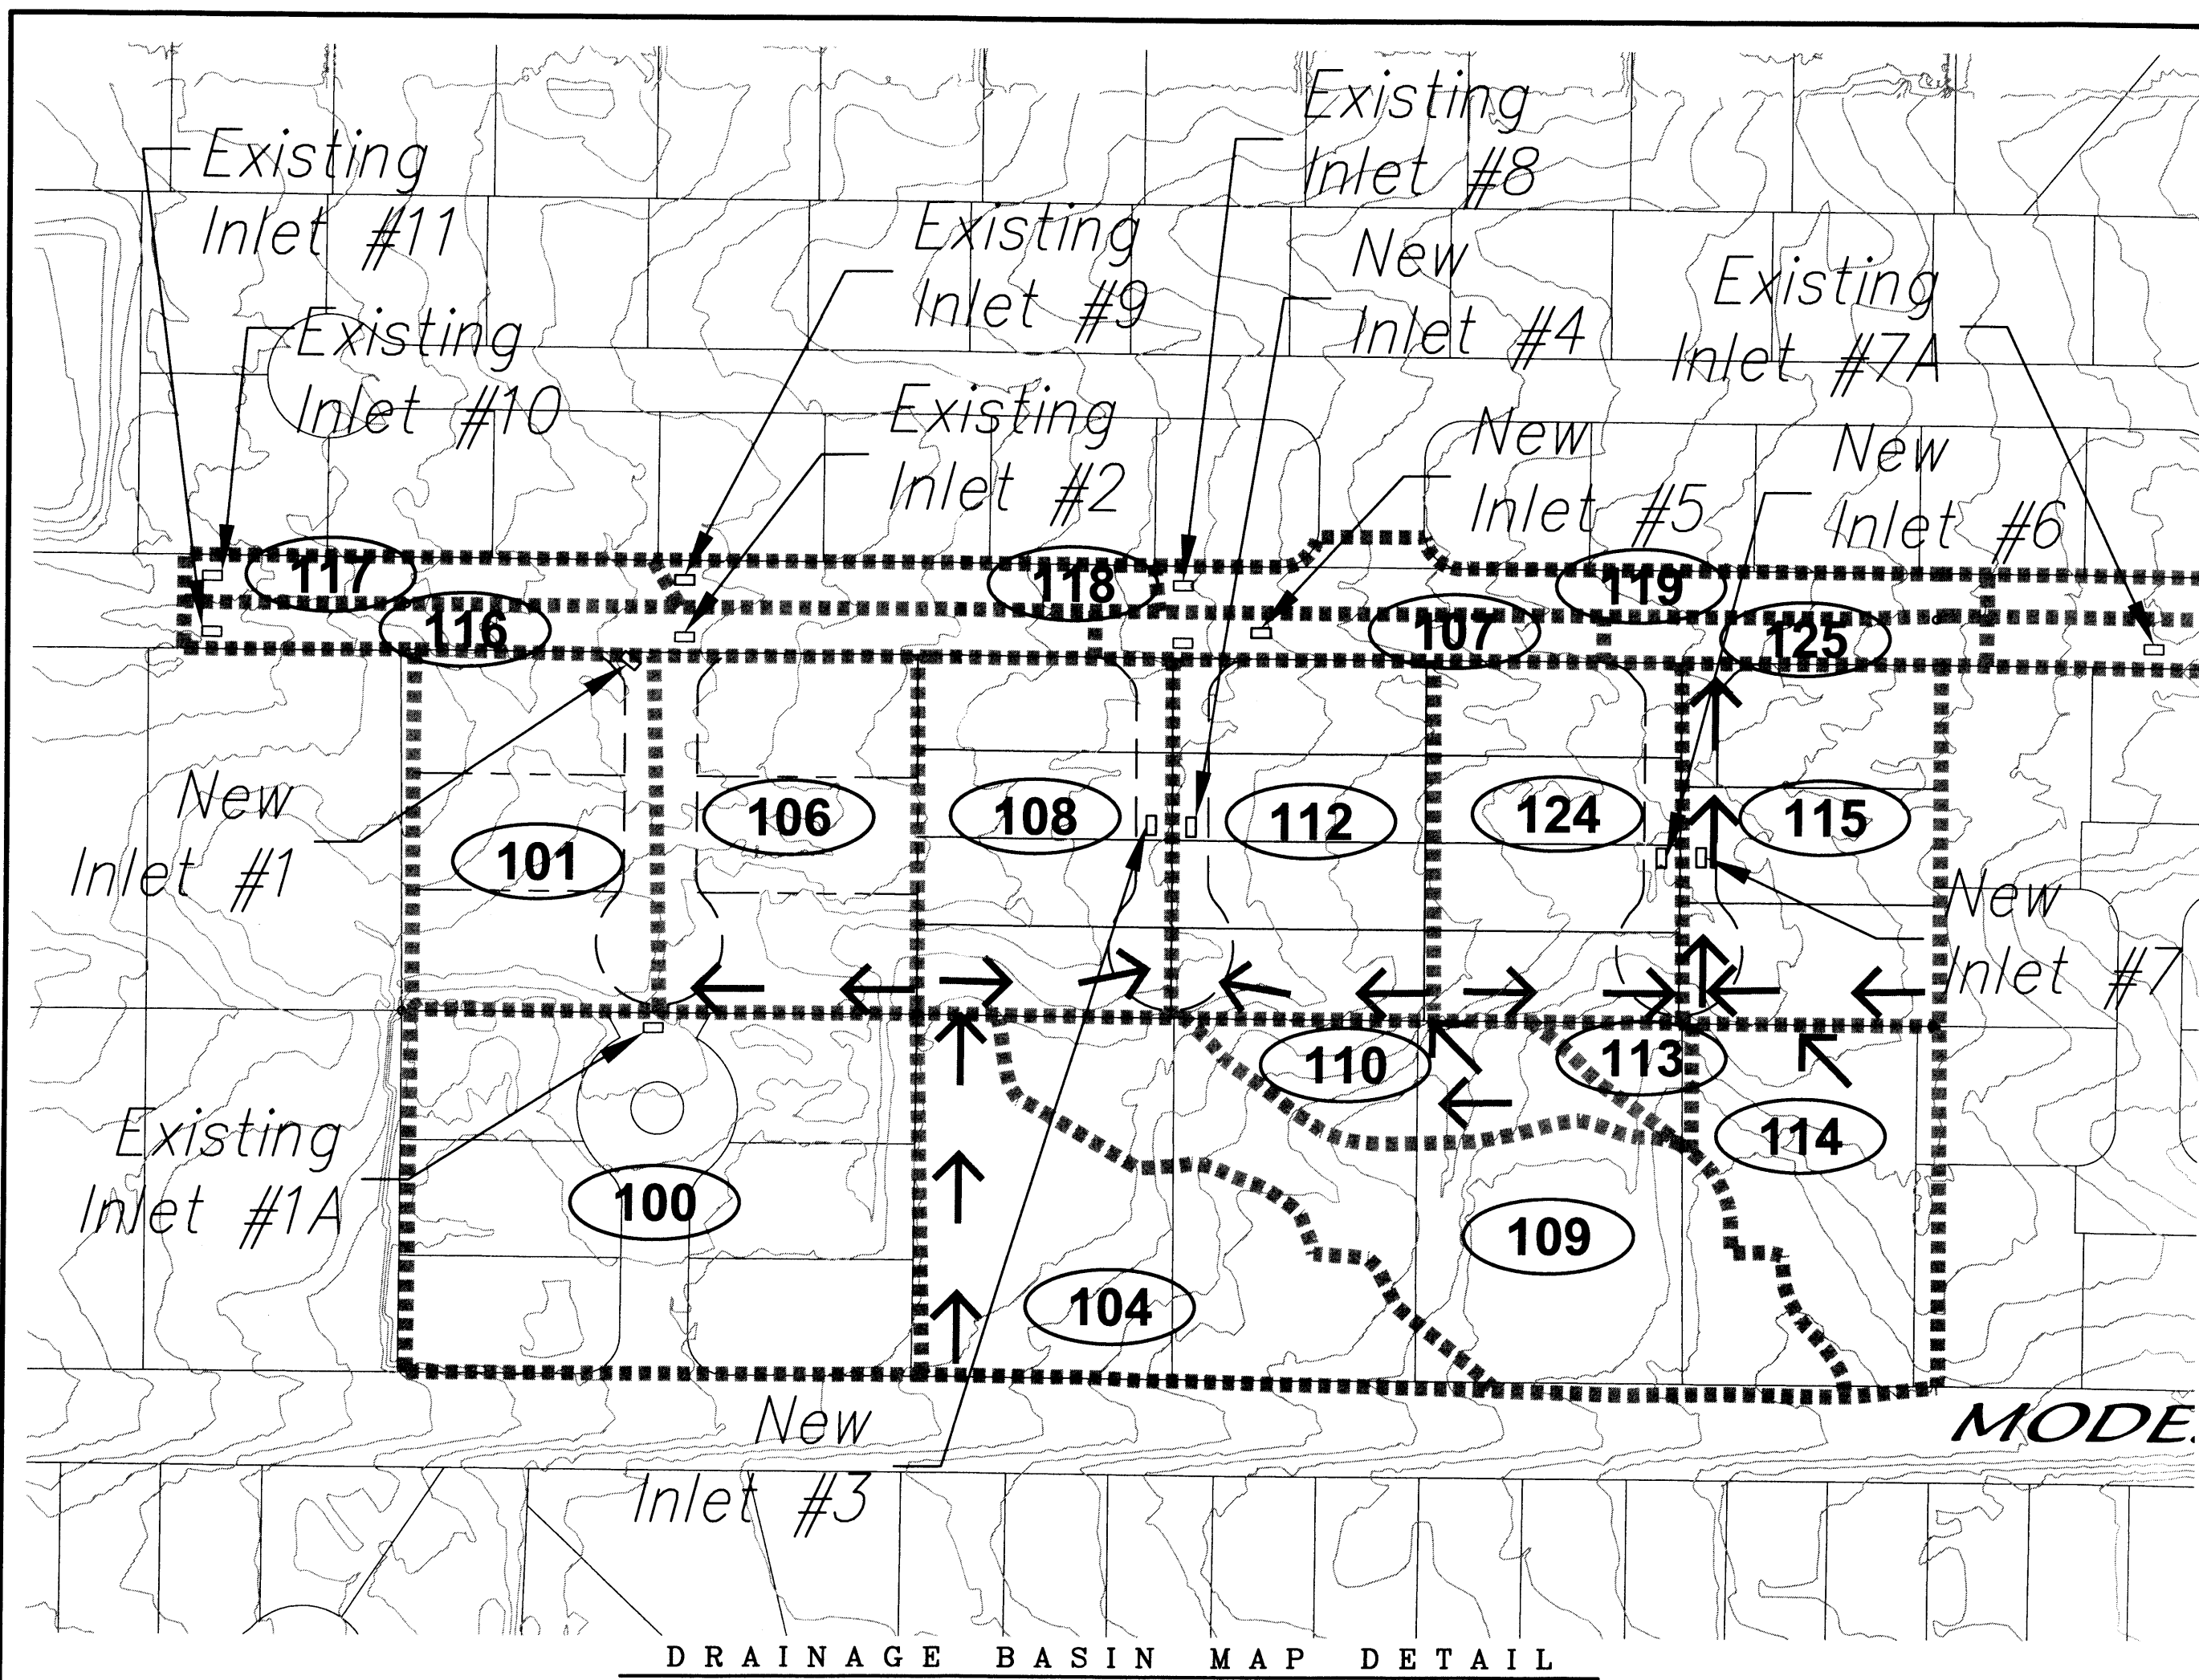 Existing
Inlet #8
Existing
Inlet #11
Existing
Inlet #9
New
Inlet #4
Existing
Inlet #7A
Existing
Inlet #10
Existing
Inlet #2
New
Inlet #5
New
Inlet #6
117
118
119
116
107
125
New
Inlet #1
101
106
108
112
124
115
New
Inlet #7
110
113
114
Existing
Inlet #1A
100
104
109
New
Inlet #3
MODE
DRAINAGE BASIN MAP DETAIL